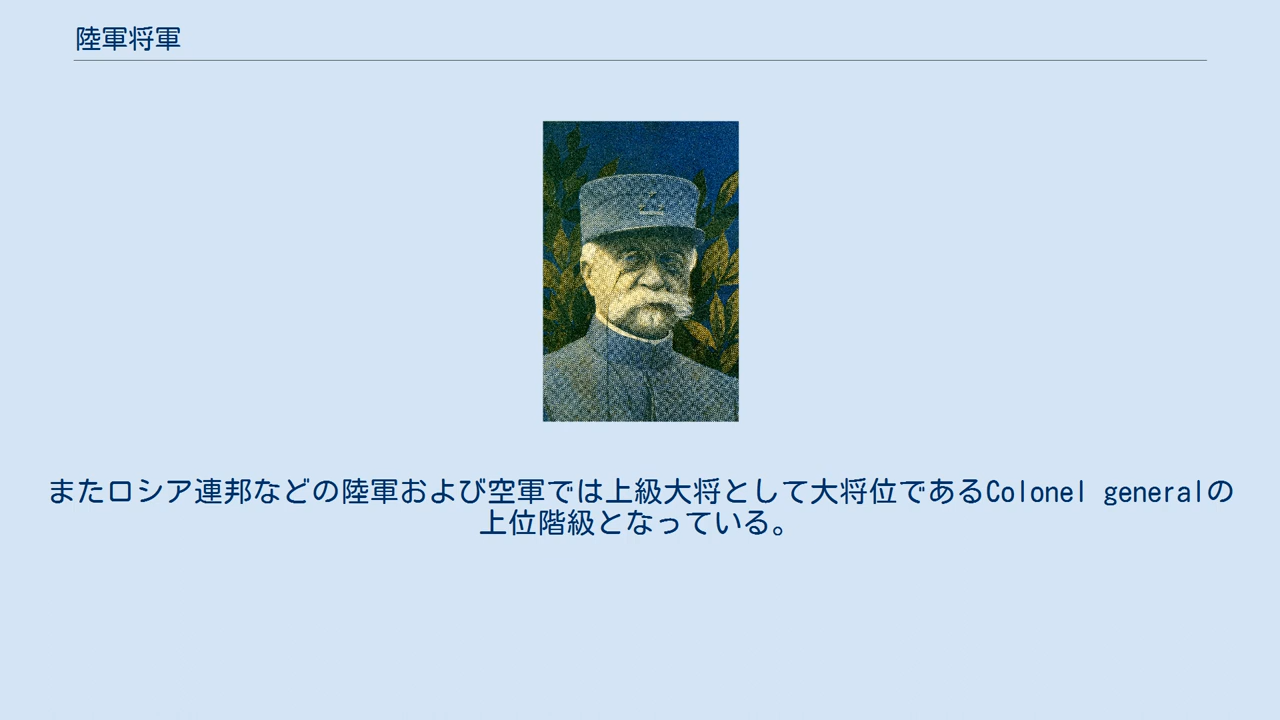 陸軍将軍
またロシア連邦などの陸軍および空軍では上級大将として大将位であるColonel generalの
上位階級となっている。